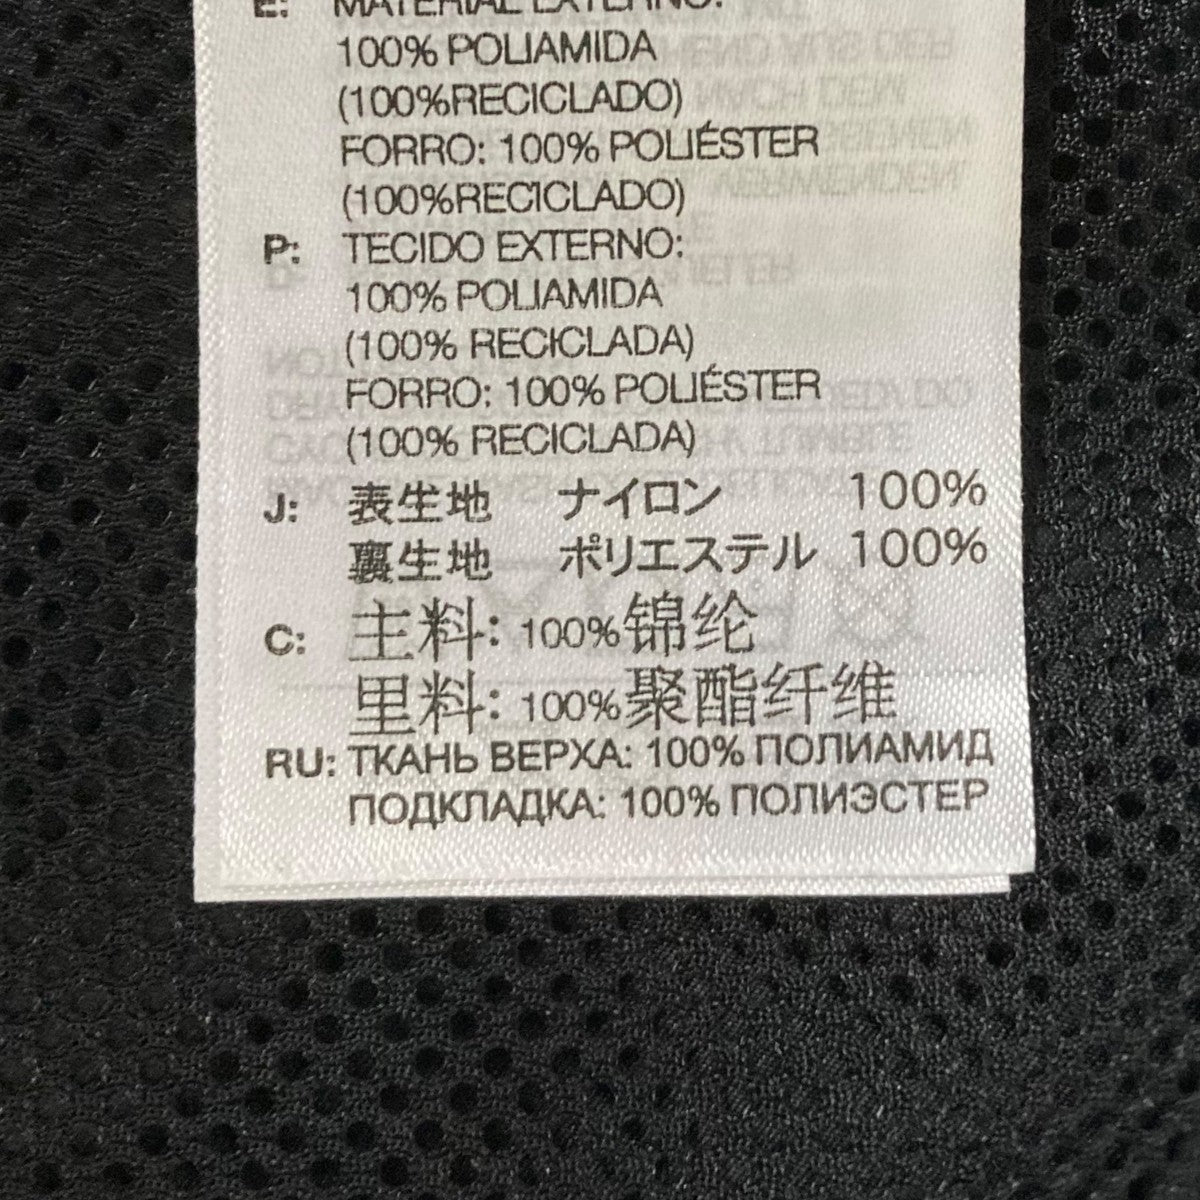 E: MATERIAL EXTERNO:
100% POLIAMIDA
(100%RECICLADO)
FORRO: 100% POLIÉSTER
(100%RECICLADO)
P: TECIDO EXTERNO:
100% POLIAMIDA
(100% RECICLADA)
FORRO: 100% POLIÉSTER
(100% RECICLADA)
J: 表生地 ナイロン 100%
裏生地 ポリエステル 100%
C: 主料: 100%锦纶
里料: 100%聚酯纤维
RU: ТКАНЬ ВЕРХА: 100% ПОЛИАМИД
ПОДКЛАДКА: 100% ПОЛИЭСТЕР